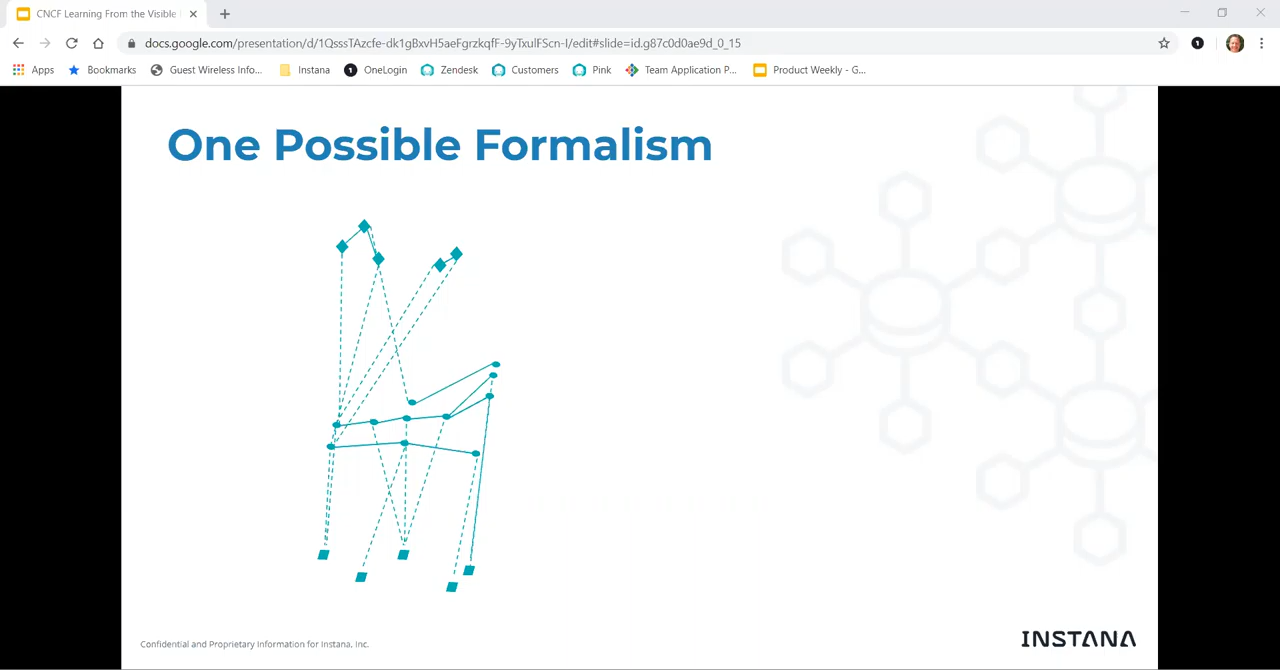 CNCF Learning From the Visible
docs.google.com/presentation/d/1QsssTAzcfe-dk1gBxvH5aeFgrzkqfF-9yTxulFScn-I/edit#slide=id.g87c0d0ae9d_0_15
Apps Bookmarks Guest Wireless Info... Instana OneLogin Zendesk Customers Pink Team Application P... Product Weekly - G...
One Possible Formalism
Confidential and Proprietary Information for Instana, Inc.
INSTANA